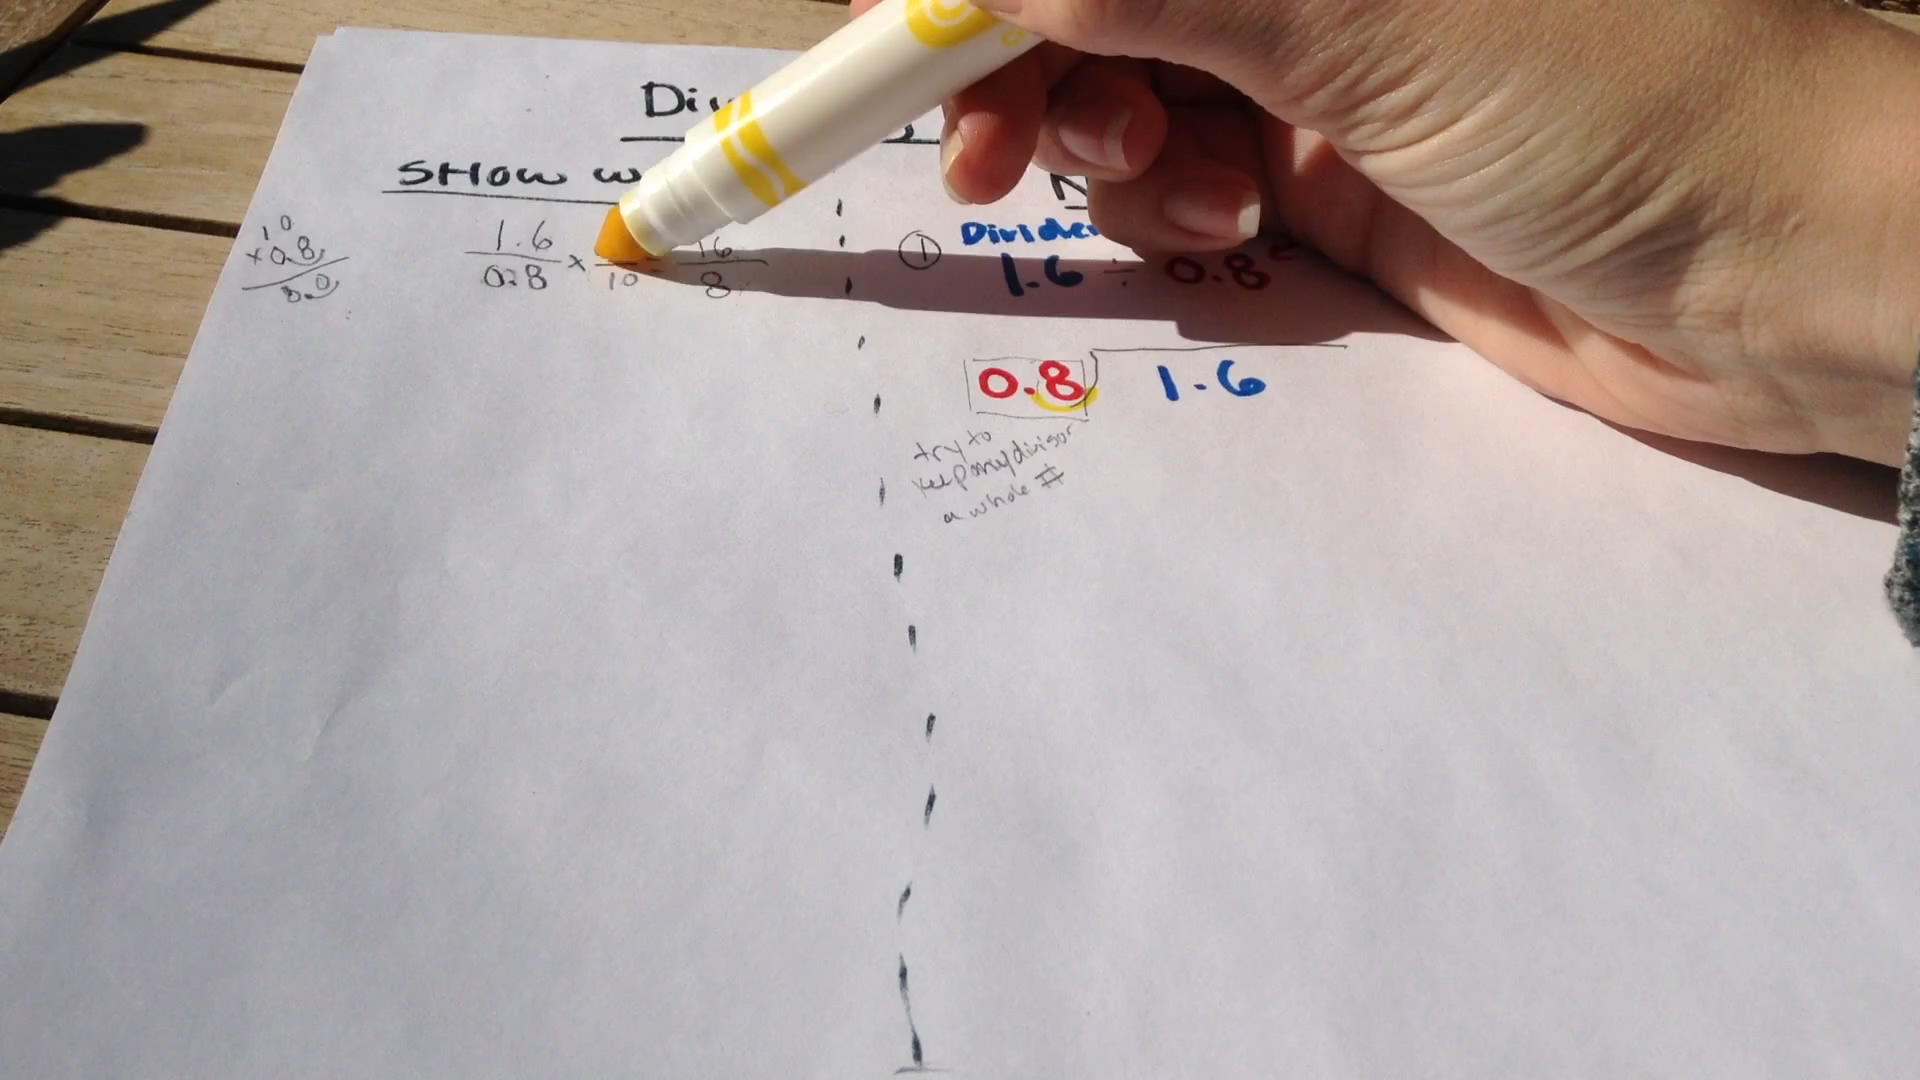 Div
SHOW w
10
×0.8
8.0
1.6 16
0.8 × 10 8
① Divide
1.6 ÷ 0.8
0.8 1.6
try to
keep my divisor
a whole #